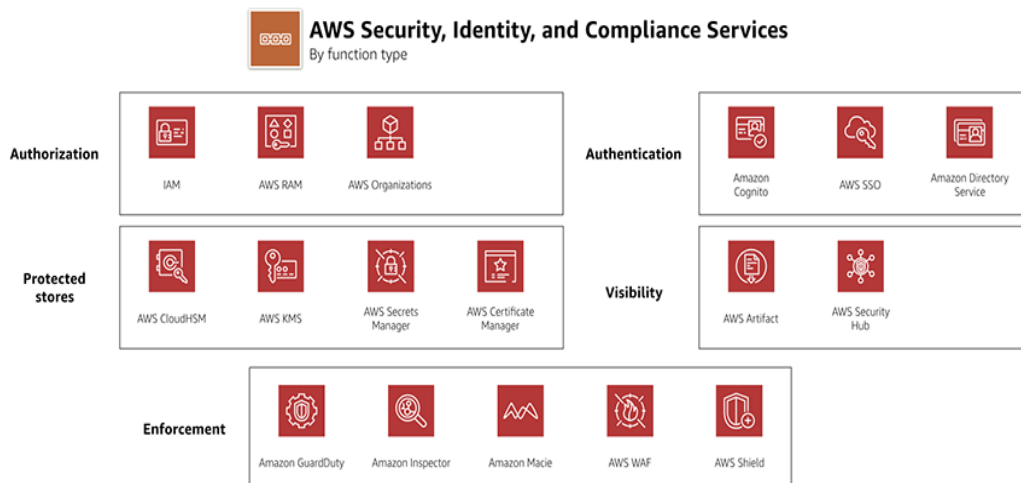 AWS Security, Identity, and Compliance Services
By function type
Authorization
IAM
AWS RAM
AWS Organizations
Authentication
Amazon
Cognito
AWS SSO
Amazon Directory
Service
Protected
stores
AWS CloudHSM
AWS KMS
AWS Secrets
Manager
AWS Certificate
Manager
Visibility
AWS Artifact
AWS Security
Hub
Enforcement
Amazon GuardDuty
Amazon Inspector
Amazon Macie
AWS WAF
AWS Shield